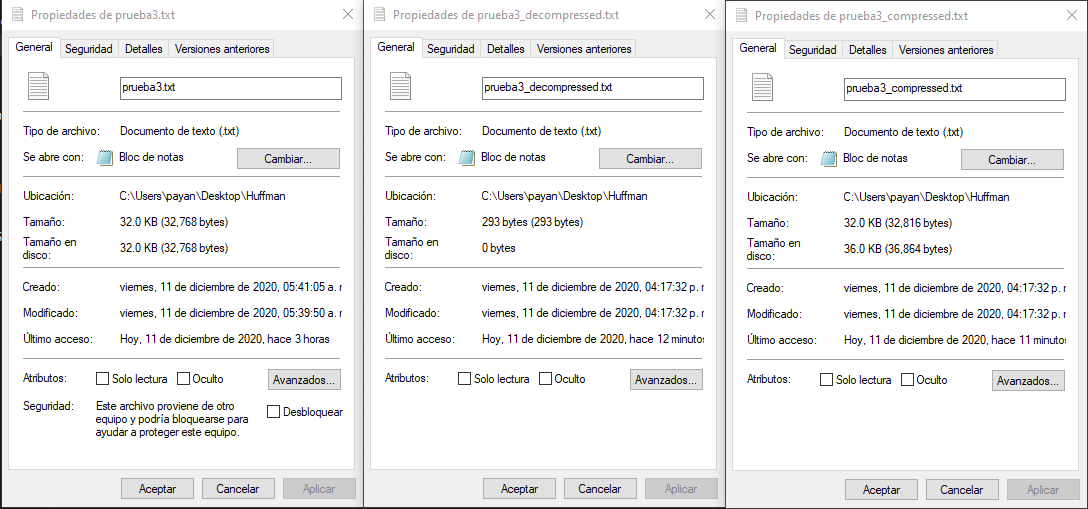 Propiedades de prueba3.txt
General Seguridad Detalles Versiones anteriores
prueba3.txt
Tipo de archivo: Documento de texto (.txt)
Se abre con: Bloc de notas Cambiar...
Ubicación: C:\Users\payan\Desktop\Huffman
Tamaño: 32.0 KB (32,768 bytes)
Tamaño en disco: 32.0 KB (32,768 bytes)
Creado: viernes, 11 de diciembre de 2020, 05:41:05 a. r
Modificado: viernes, 11 de diciembre de 2020, 05:39:50 a. r
Último acceso: Hoy, 11 de diciembre de 2020, hace 3 horas
Atributos: Solo lectura Oculto Avanzados...
Seguridad: Este archivo proviene de otro
equipo y podría bloquearse para
ayudar a proteger este equipo.
Desbloquear
Aceptar Cancelar Aplicar
Propiedades de prueba3_decompressed.txt
General Seguridad Detalles Versiones anteriores
prueba3_decompressed.txt
Tipo de archivo: Documento de texto (.txt)
Se abre con: Bloc de notas Cambiar...
Ubicación: C:\Users\payan\Desktop\Huffman
Tamaño: 293 bytes (293 bytes)
Tamaño en disco: 0 bytes
Creado: viernes, 11 de diciembre de 2020, 04:17:32 p. r
Modificado: viernes, 11 de diciembre de 2020, 04:17:32 p. r
Último acceso: Hoy, 11 de diciembre de 2020, hace 12 minutos
Atributos: Solo lectura Oculto Avanzados...
Aceptar Cancelar Aplicar
Propiedades de prueba3_compressed.txt
General Seguridad Detalles Versiones anteriores
prueba3_compressed.txt
Tipo de archivo: Documento de texto (.txt)
Se abre con: Bloc de notas Cambiar...
Ubicación: C:\Users\payan\Desktop\Huffman
Tamaño: 32.0 KB (32,816 bytes)
Tamaño en disco: 36.0 KB (36,864 bytes)
Creado: viernes, 11 de diciembre de 2020, 04:17:32 p. r
Modificado: viernes, 11 de diciembre de 2020, 04:17:32 p. r
Último acceso: Hoy, 11 de diciembre de 2020, hace 11 minutos
Atributos: Solo lectura Oculto Avanzados...
Aceptar Cancelar Aplicar